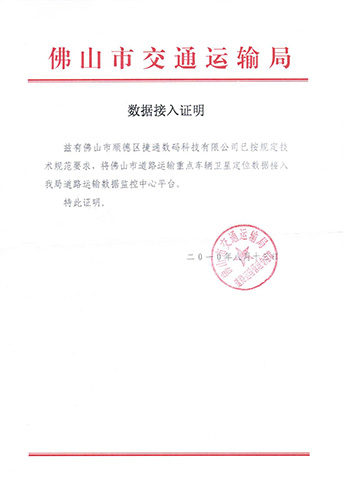 佛山市交通运输局
数据接入证明
兹有佛山市顺德区捷通数码科技有限公司已按规定技
术规范要求，将佛山市道路运输重点车辆卫星定位数据接入
我局道路运输数据监控中心平台。
特此证明。
二0一0年八月十
佛山市交通运输局